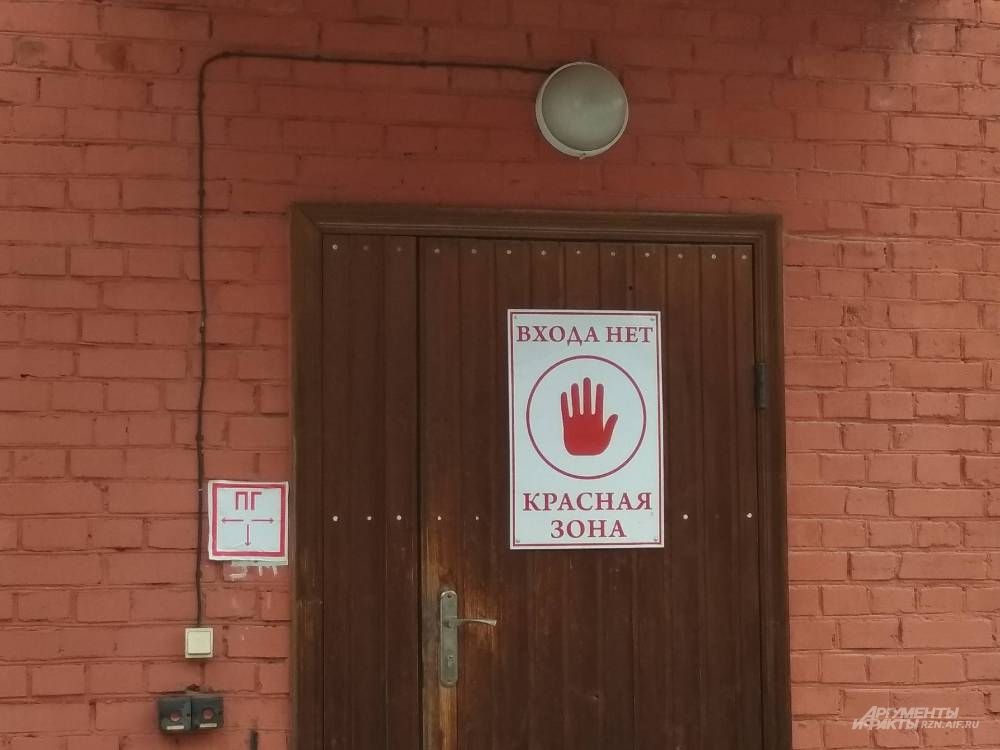 ВХОДА НЕТ
КРАСНАЯ
ЗОНА
ПГ
АРГУМЕНТЫ
И ФАКТЫ RZN.AIF.RU